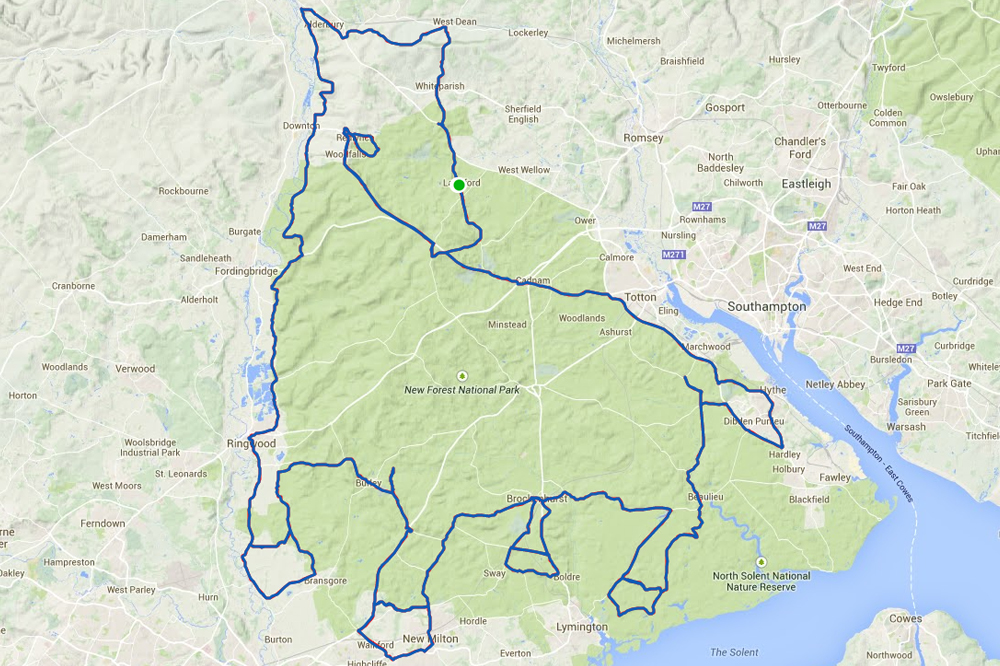 Alderbury
West Dean
Lockerley
Michelmersh
Braishfield
Hursley
Twyford
Owslebury
Whiteparish
Sherfield
English
Gosport
Otterbourne
Colden
Common
Downton
Romsey
Chandler's
Ford
Upham
Woodfalls
West Wellow
North
Baddesley
Rockbourne
Chilworth
Eastleigh
Fair Oak
M27
Rownhams
Horton Heath
Ower
M27
Damerham
Burgate
Nursling
Sandleheath
Calmore
M271
Fordingbridge
West End
Cranborne
Cadnam
Curdridge
Alderholt
Totton
Hedge End
Botley
Southampton
Eling
Minstead
Woodlands
Ashurst
Marchwood
M27
Curbridge
Bursledon
Woodlands
Verwood
Whiteley
New Forest National Park
Hythe
Netley Abbey
Park Gate
Horton
Sarisbury
Green
Dibden Purlieu
Warsash
Titchfield
Woolsbridge
Industrial Park
Ringwood
Southampton - East Cowes
Hardley
Holbury
St. Leonards
Fawley
West Moors
Burley
Brockenhurst
Beaulieu
Blackfield
Ferndown
Hampreston
Oakley
Bransgore
Sway
Boldre
North Solent National
Nature Reserve
West Parley
Hurn
Hordle
Lymington
Cowes
Burton
New Milton
Walkford
Everton
The Solent
Northwood
Highcliffe